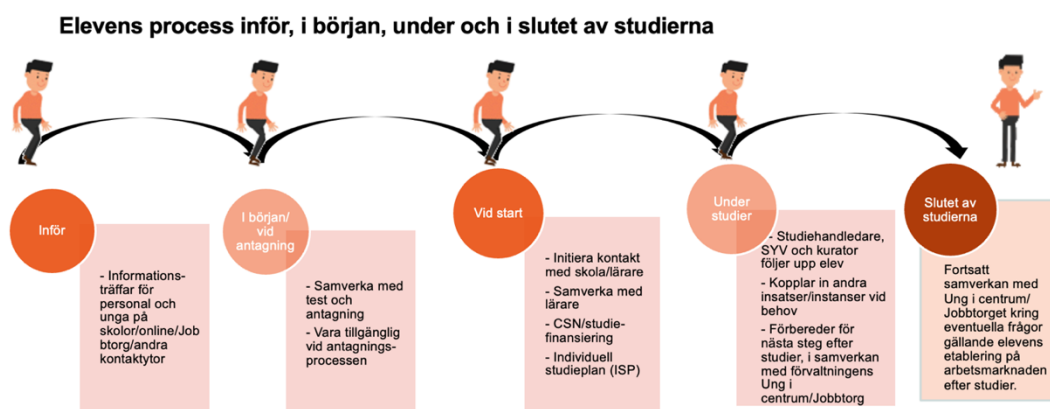 Elevens process inför, i början, under och i slutet av studierna
Inför
- Informations-
träffar för
personal och
unga på
skolor/online/Job
btorg/andra
kontaktytor
I början/
vid
antagning
- Samverka med
test och
antagning
- Vara tillgänglig
vid antagnings-
processen
Vid start
- Initiera kontakt
med skola/lärare
- Samverka med
lärare
- CSN/studie-
finansiering
- Individuell
studieplan (ISP)
Under
studier
- Studiehandledare,
SYV och kurator
följer upp elev
- Kopplar in andra
insatser/instanser vid
behov
- Förbereder för
nästa steg efter
studier, i samverkan
med förvaltningens
Ung i
centrum/Jobbtorg
Slutet av
studierna
Fortsatt
samverkan med
Ung i centrum/
Jobbtorget kring
eventuella frågor
gällande elevens
etablering på
arbetsmarknaden
efter studier.